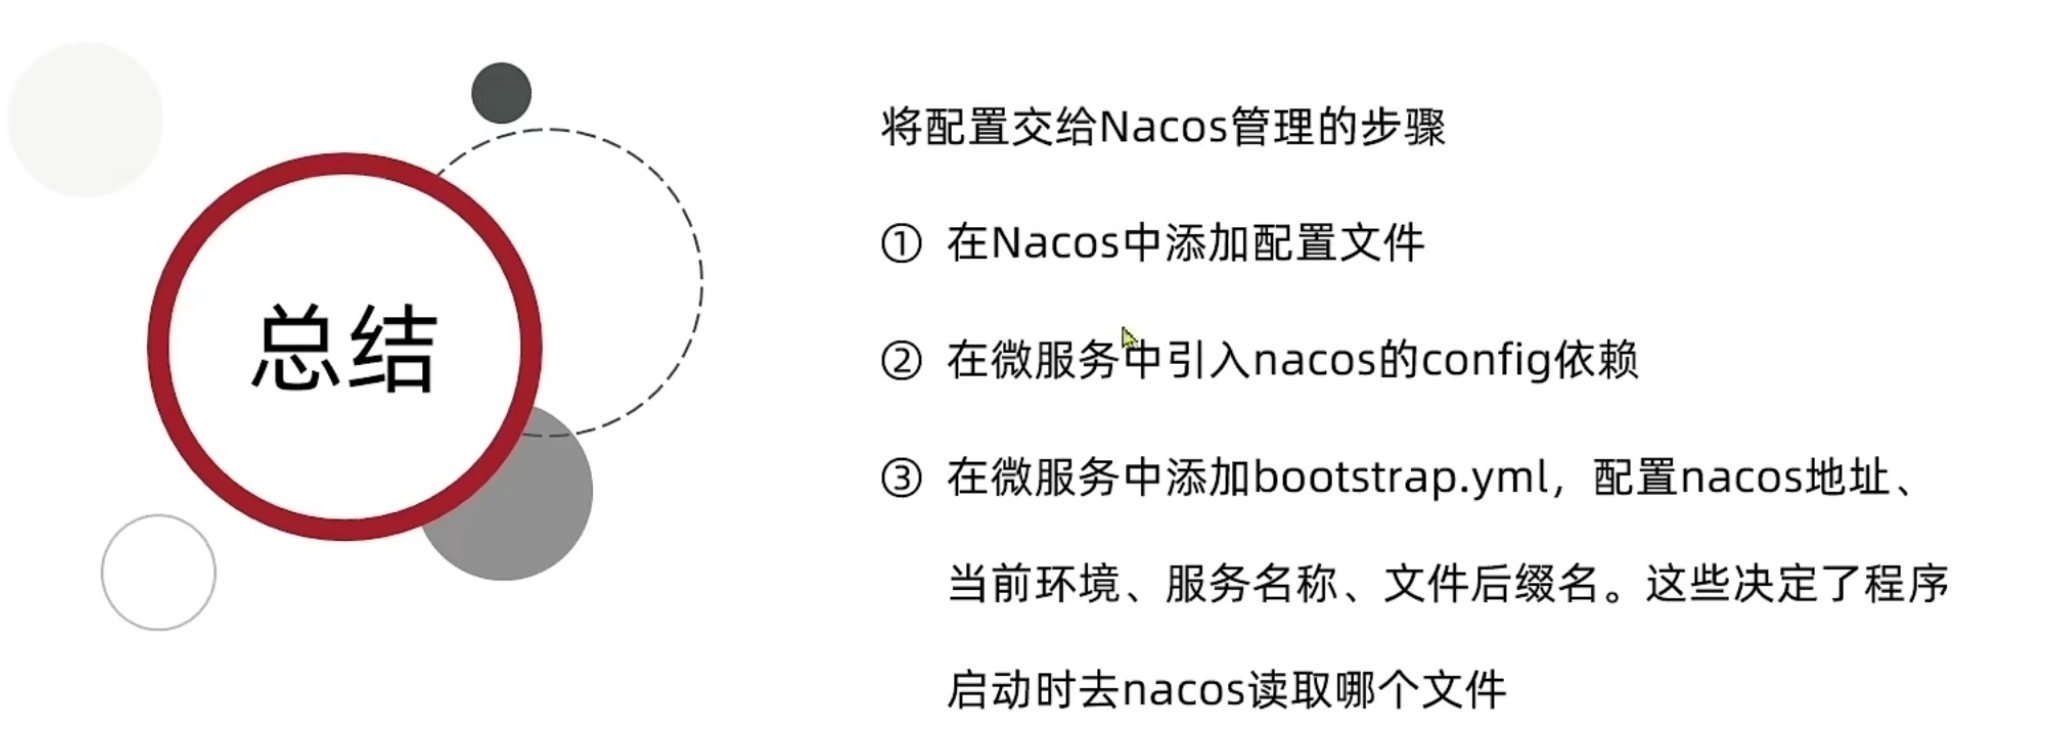 总结
将配置交给Nacos管理的步骤
① 在Nacos中添加配置文件
② 在微服务中引入nacos的config依赖
③ 在微服务中添加bootstrap.yml，配置nacos地址、
当前环境、服务名称、文件后缀名。这些决定了程序
启动时去nacos读取哪个文件